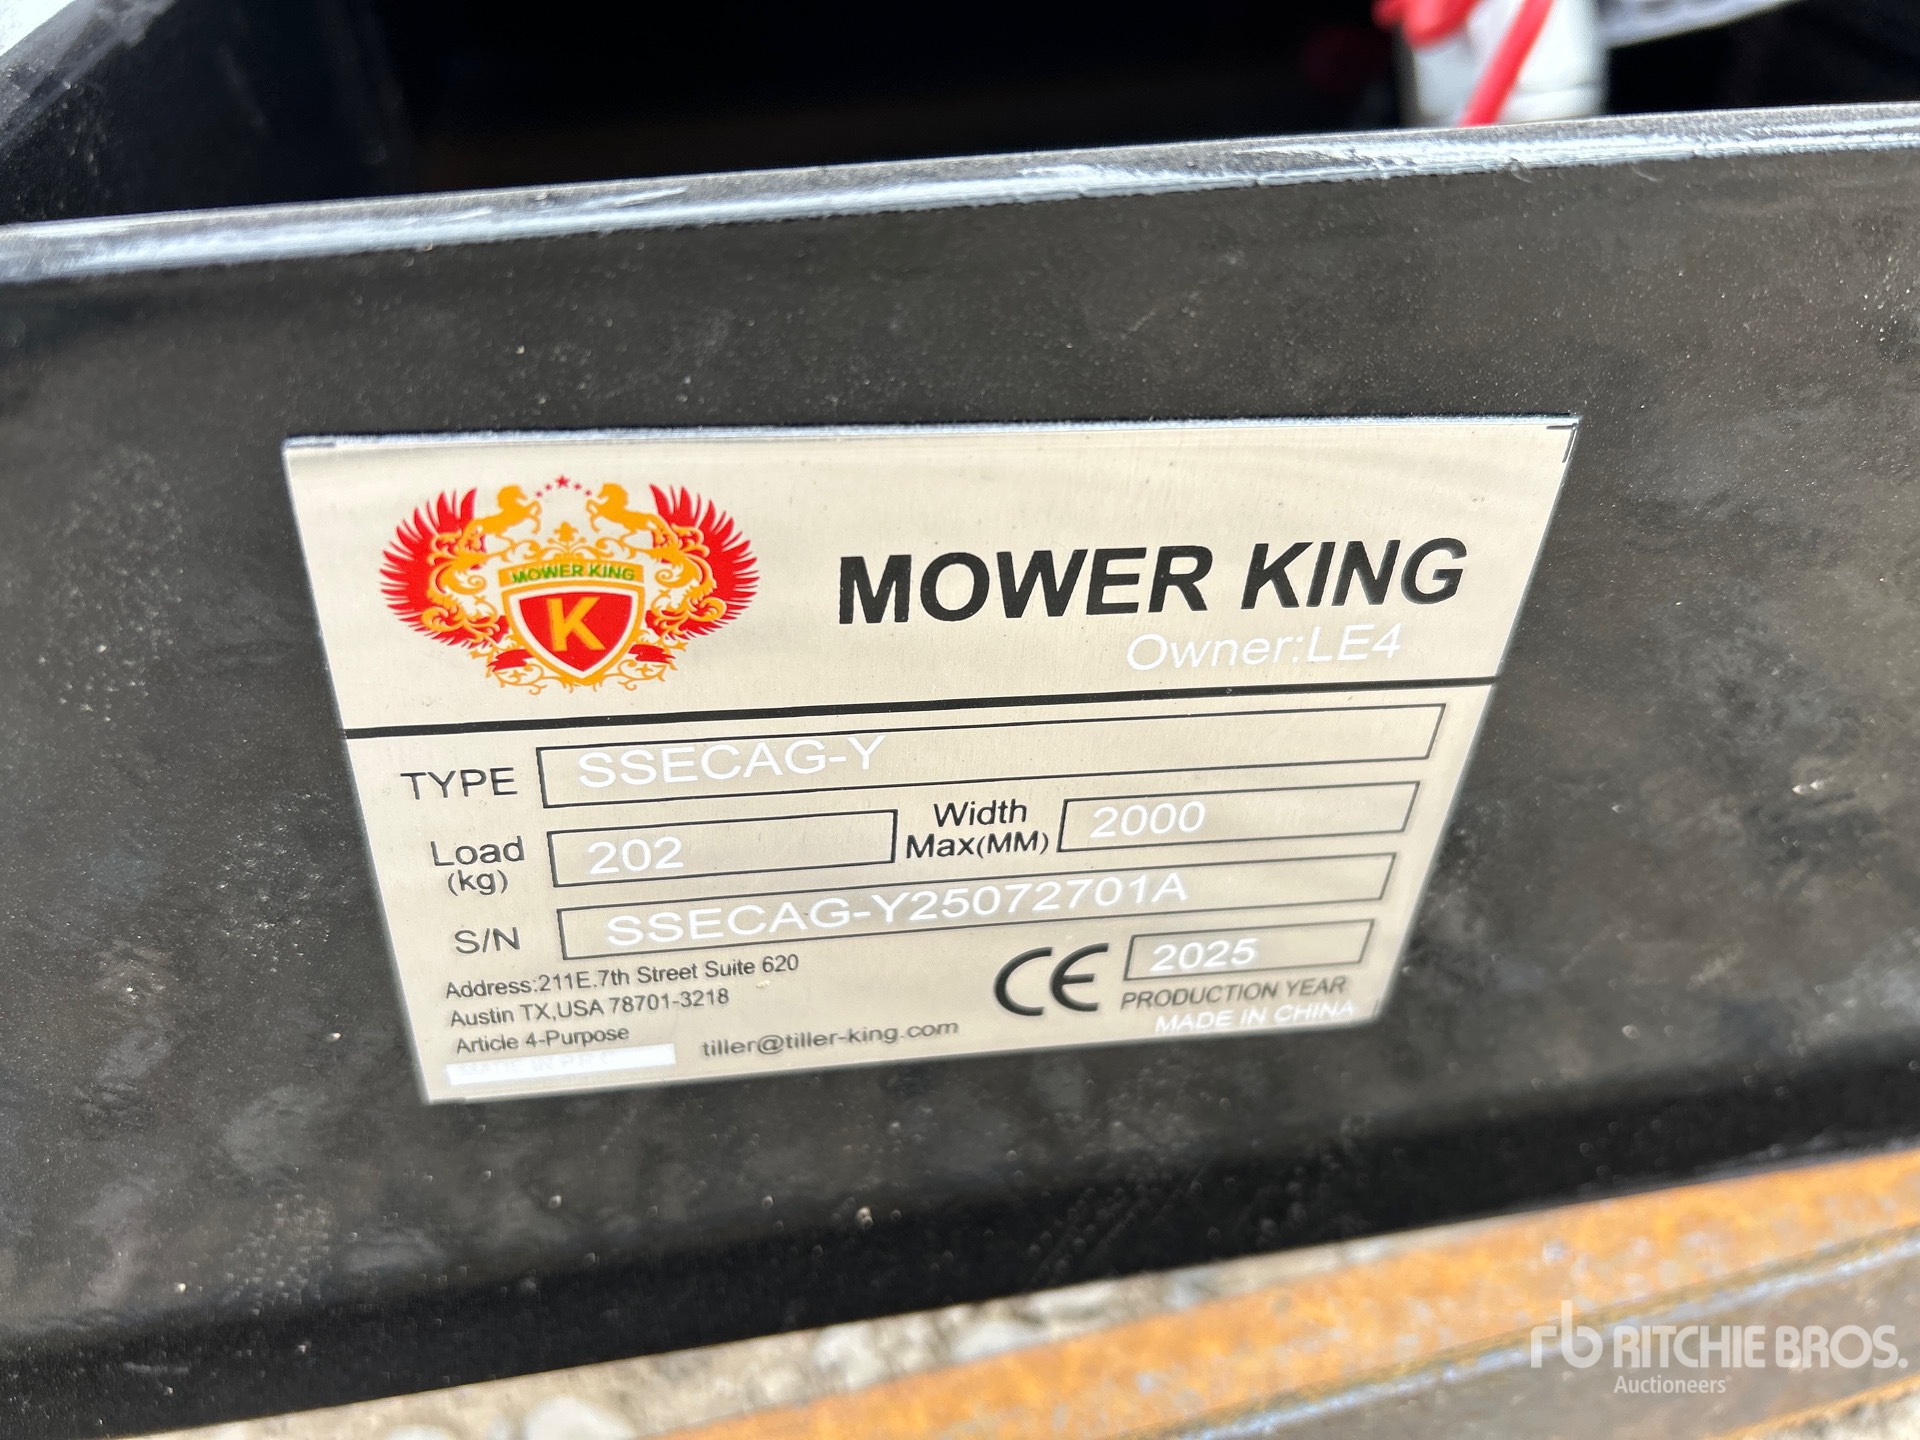 MOWER KING
K
MOWER KING
Owner:LE4
TYPE SSECAG-Y
Load (kg) 202 Width Max(MM) 2000
S/N SSECAG-Y25072701A
Address:211E.7th Street Suite 620
Austin TX,USA 78701-3218
Article 4-Purpose
tiller@tiller-king.com
CE 2025
PRODUCTION YEAR
MADE IN CHINA
rb RITCHIE BROS.
Auctioneers